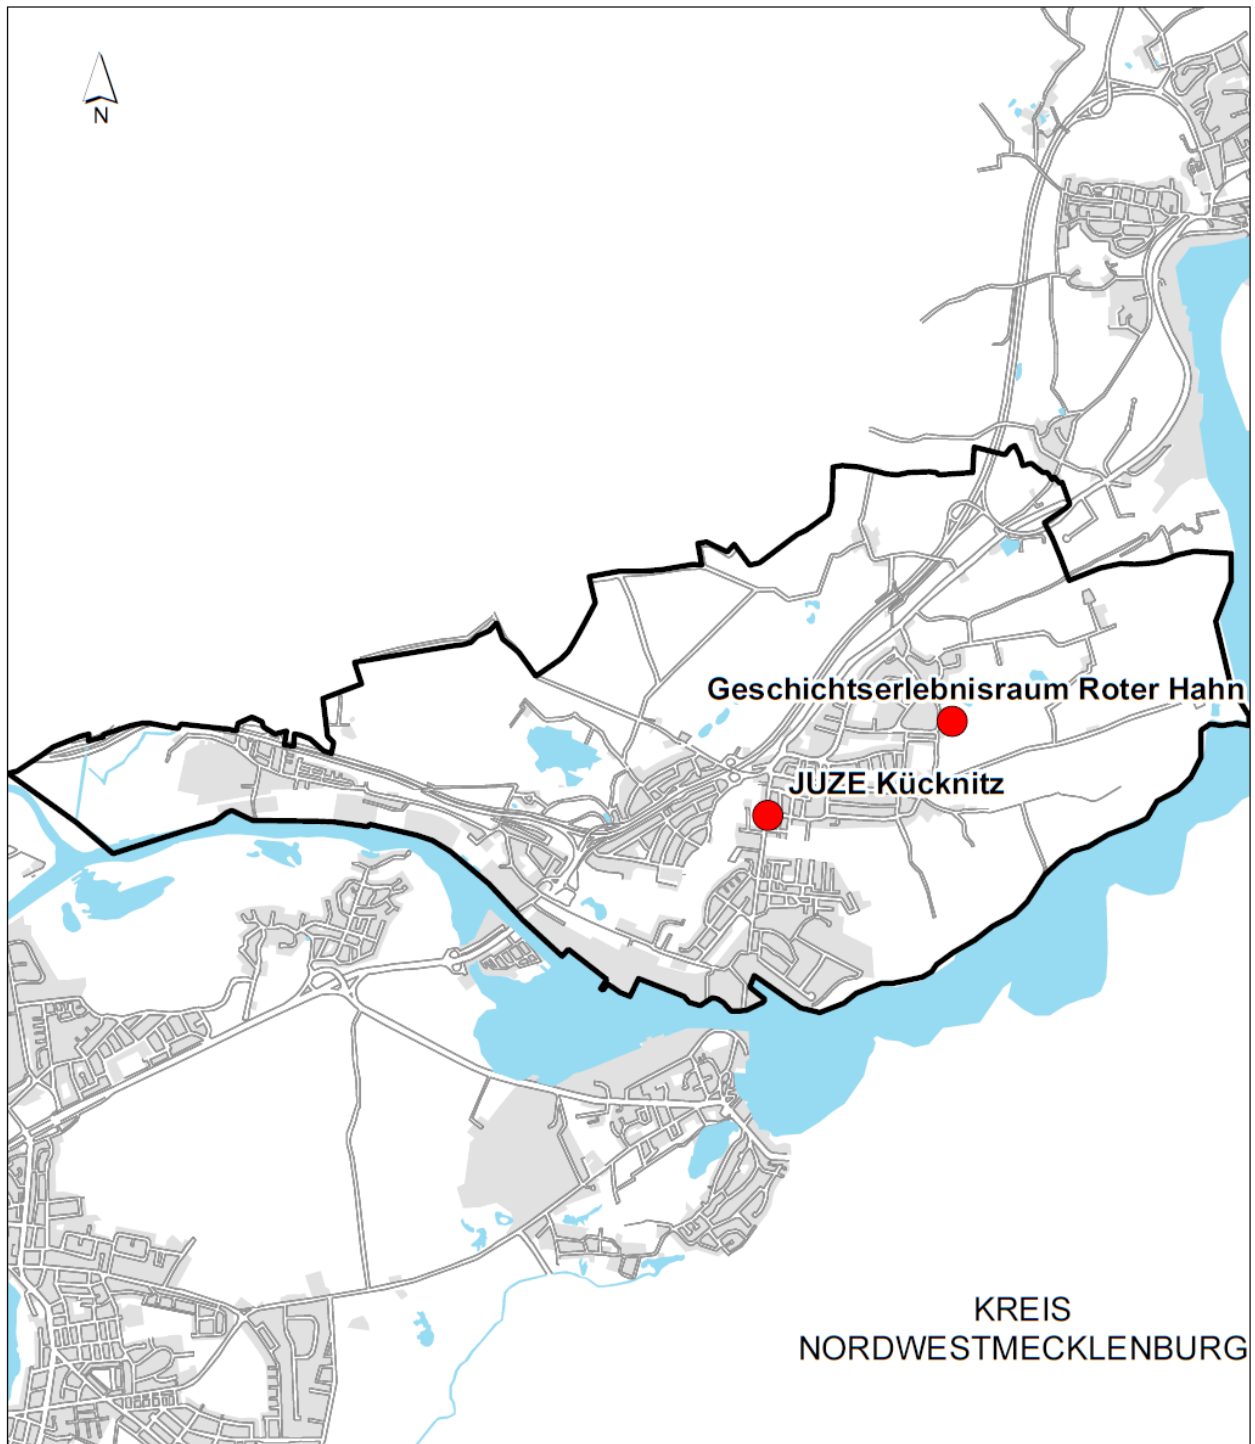 N
Geschichtserlebnisraum Roter Hahn
JUZE Kücknitz
KREIS
NORDWESTMECKLENBURG